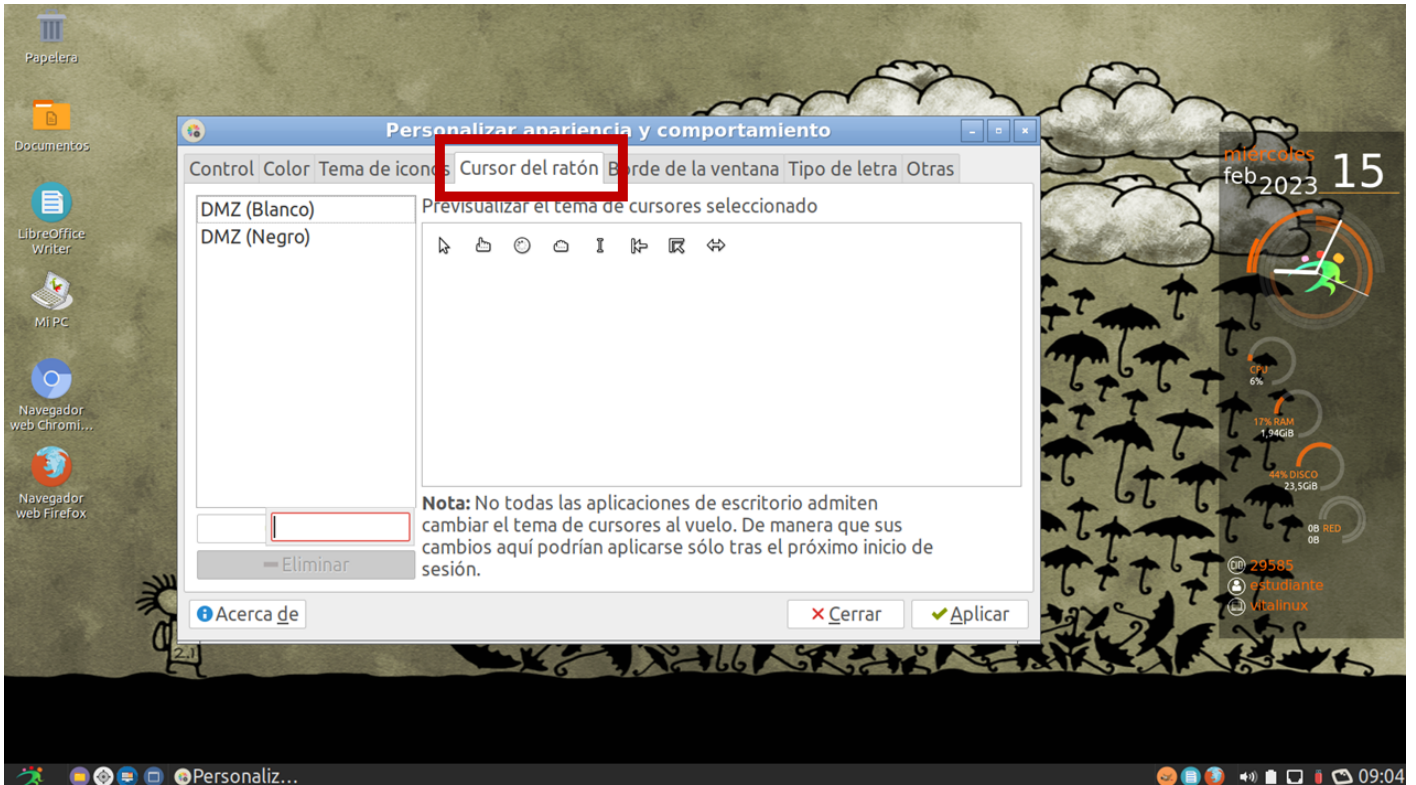 Papelera
Documentos
LibreOffice
Writer
Mi PC
Navegador
web Chromi...
Navegador
web Firefox
Personalizar apariencia y comportamiento
Control Color Tema de iconos Cursor del ratón Borde de la ventana Tipo de letra Otras
DMZ (Blanco)
DMZ (Negro)
Previsualizar el tema de cursores seleccionado
Nota: No todas las aplicaciones de escritorio admiten
cambiar el tema de cursores al vuelo. De manera que sus
cambios aquí podrían aplicarse sólo tras el próximo inicio de
sesión.
Eliminar
Acerca de
Cerrar
Aplicar
miércoles
feb 2023 15
CPU
6%
17% RAM
1,94GiB
44% DISCO
23,5GiB
0B RED
0B
ID 29585
estudiante
vitalinux
2.1
Personaliz...
09:04